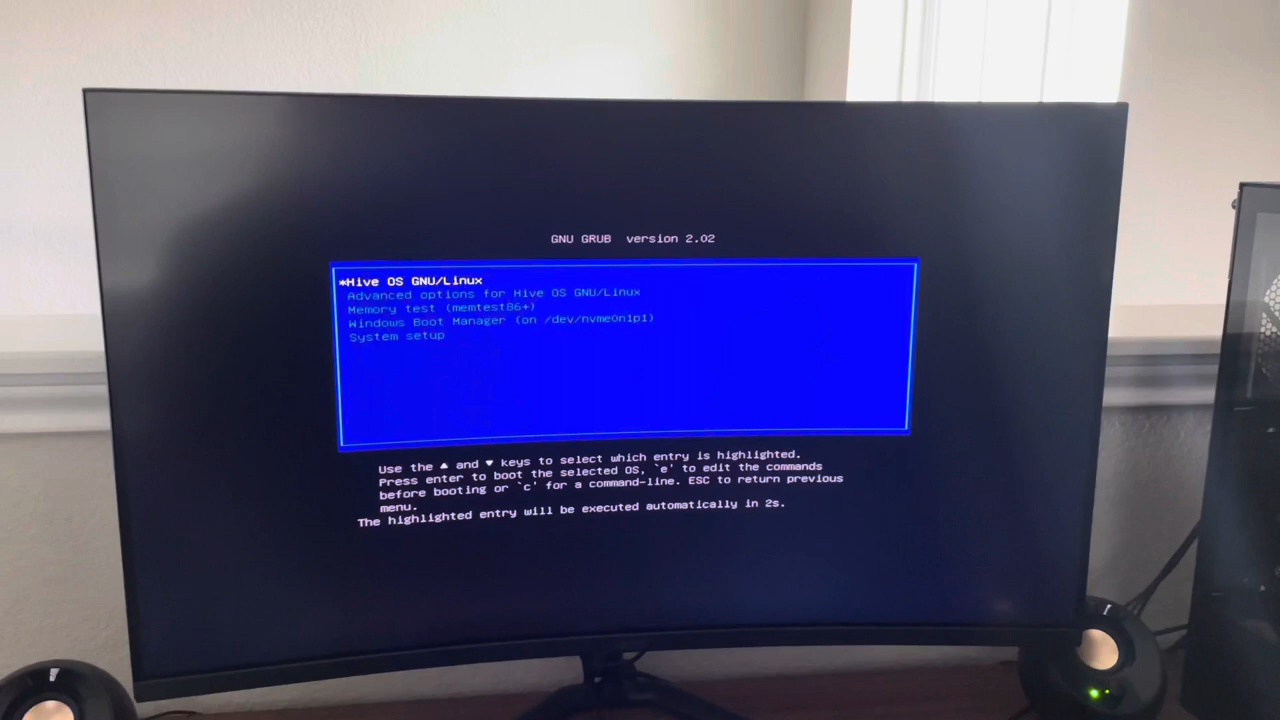 GNU GRUB version 2.02
*Hive OS GNU/Linux
Advanced options for Hive OS GNU/Linux
Memory test (memtest86+)
Windows Boot Manager (on /dev/nvme0n1p1)
System setup
Use the ▲ and ▼ keys to select which entry is highlighted.
Press enter to boot the selected OS, `e' to edit the commands
before booting or `c' for a command-line. ESC to return previous
menu.
The highlighted entry will be executed automatically in 2s.